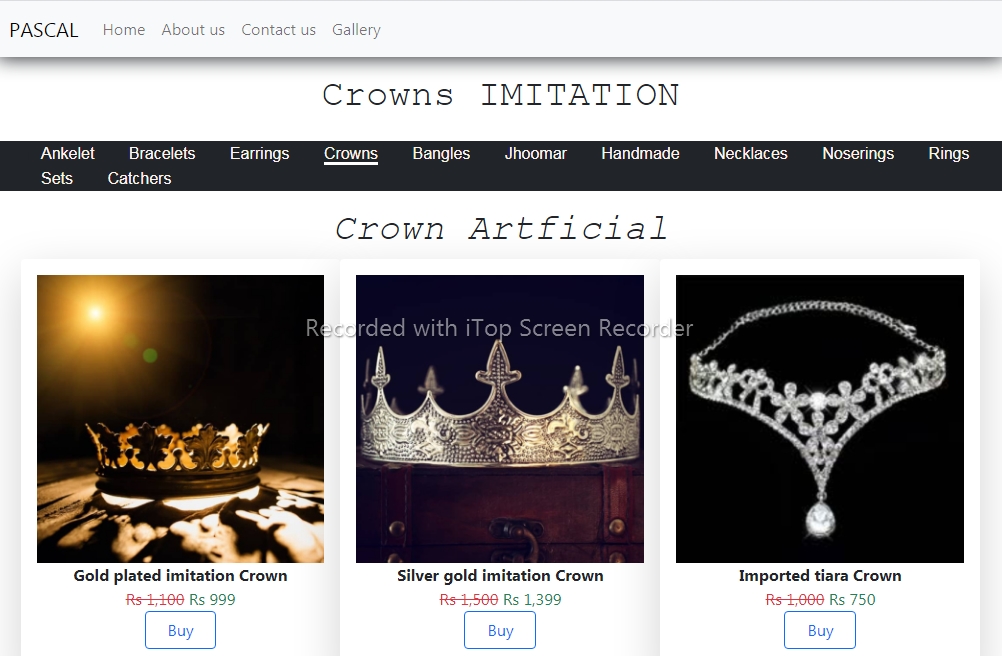 PASCAL Home About us Contact us Gallery
Crowns IMITATION
Ankelet Bracelets Earrings Crowns Bangles Jhoomar Handmade Necklaces Noserings Rings
Sets Catchers
Crown Artficial
Recorded with iTop Screen Recorder
Gold plated imitation Crown Silver gold imitation Crown Imported tiara Crown
Rs 1,100 Rs 999 Rs 1,500 Rs 1,399 Rs 1,000 Rs 750
Buy Buy Buy